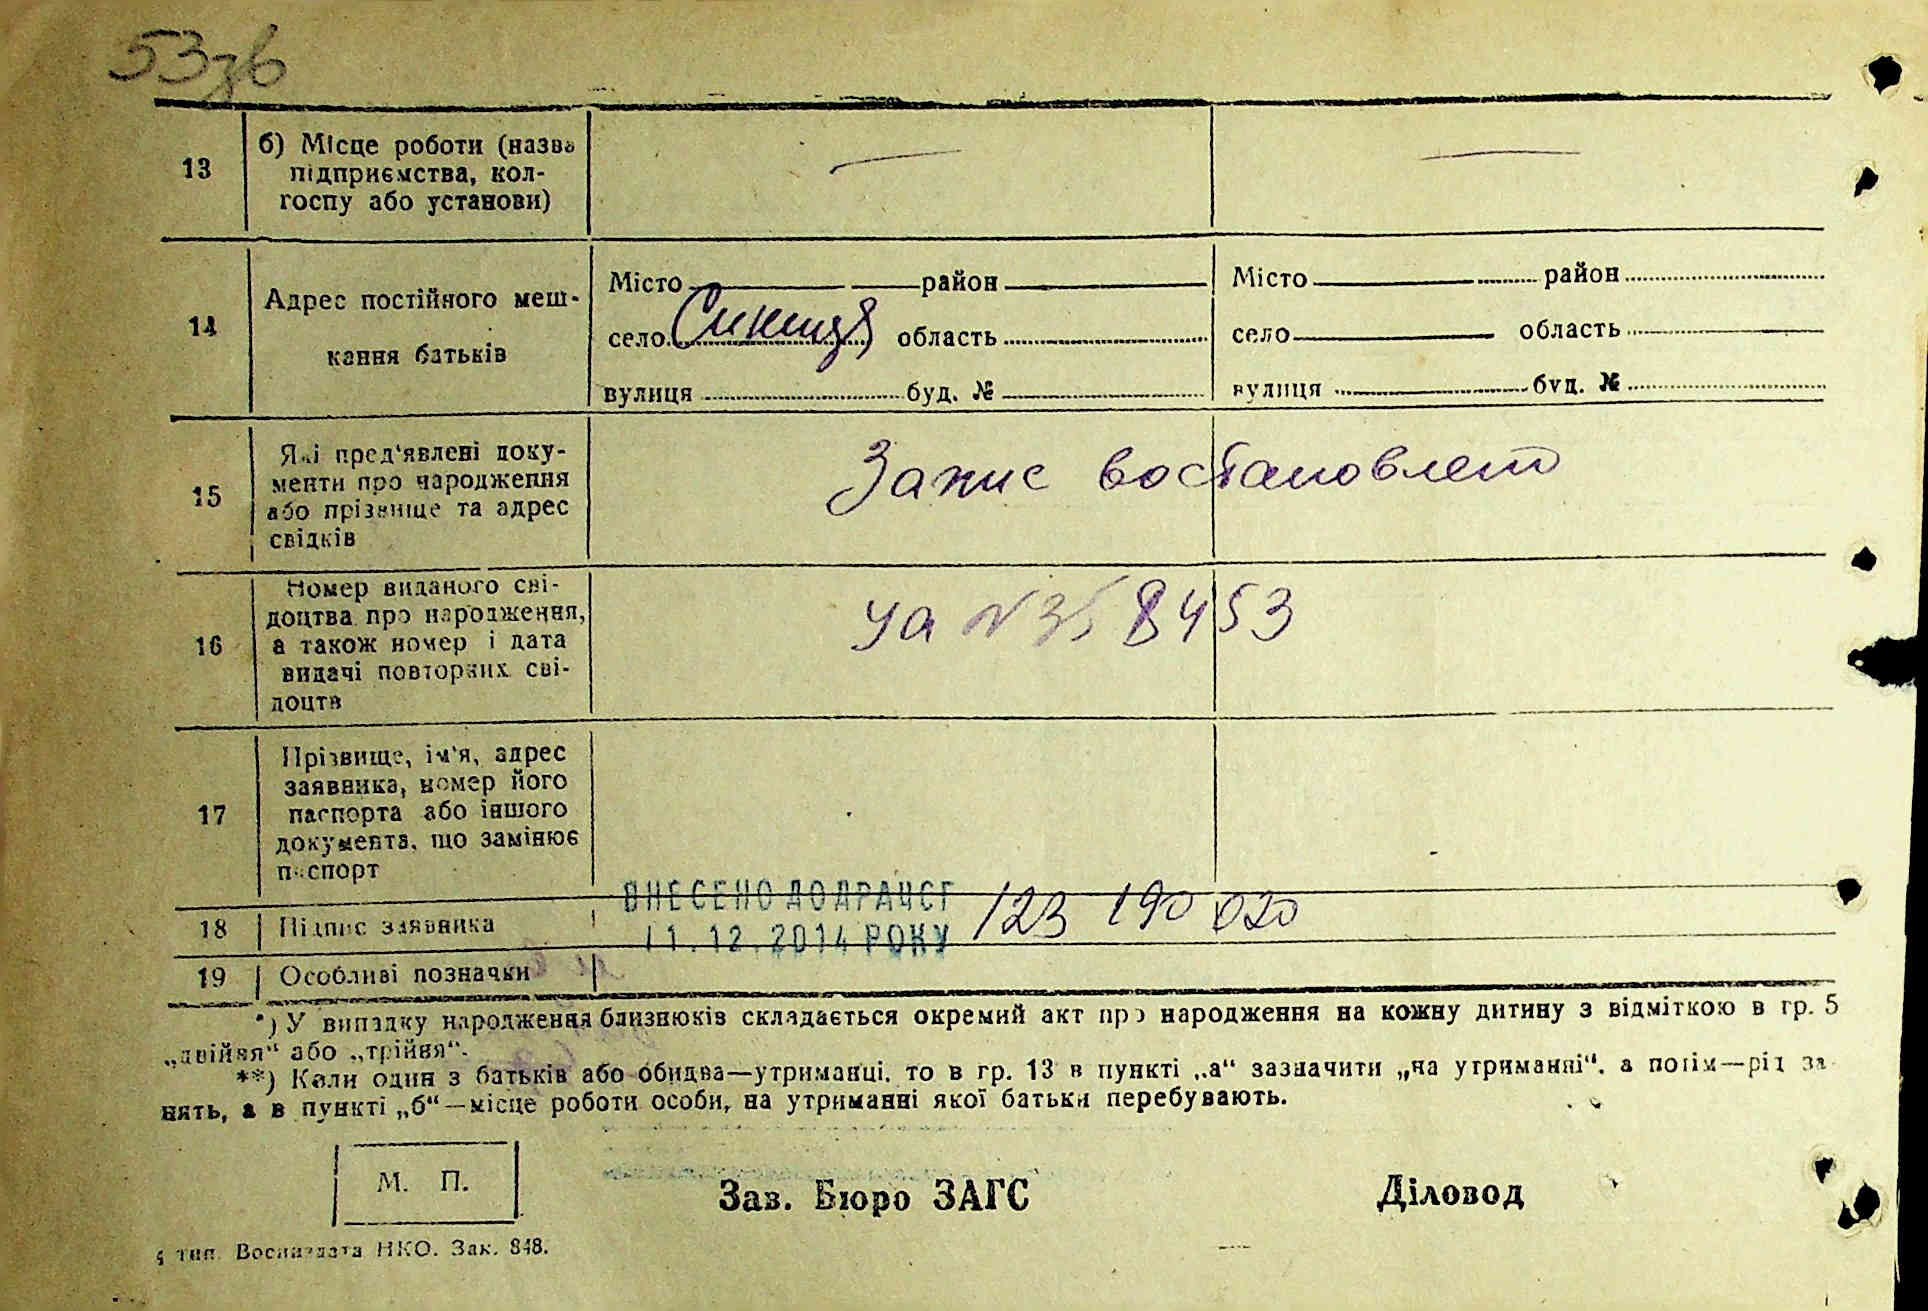 53зв
13
б) Місце роботи (назва
підприємства, кол-
госпу або установи)
14
Адрес постійного меш-
кання батьків
Місто район
село Синиця область
вулиця буд. №
Місто район
село область
вулиця буд. №
15
Які пред'явлені доку-
менти про народження
або прізвище та адрес
свідків
Запис востановлено
16
Номер виданого сві-
доцтва про народження,
а також номер і дата
видачі повторних сві-
доцтв
уа № 358453
17
Прізвище, ім'я, адрес
заявника, номер його
паспорта або іншого
документа, що замінює
паспорт
18
Підпис заявника
ВНЕСЕНО ДО ДРАЦСГ
11.12.2014 РОКУ
123 190 020
19
Особливі позначки
*) У випадку народження близнюків складається окремий акт про народження на кожну дитину з відміткою в гр. 5
„двійня“ або „трійня“.
**) Коли один з батьків або обидва—утриманці, то в гр. 13 в пункті „а“ зазначити „на утриманні“, а потім—рід за-
нять, а в пункті „б“—місце роботи особи, на утриманні якої батьки перебувають.
М. П.
Зав. Бюро ЗАГС
Діловод
тип. Воениздата НКО. Зак. 848.